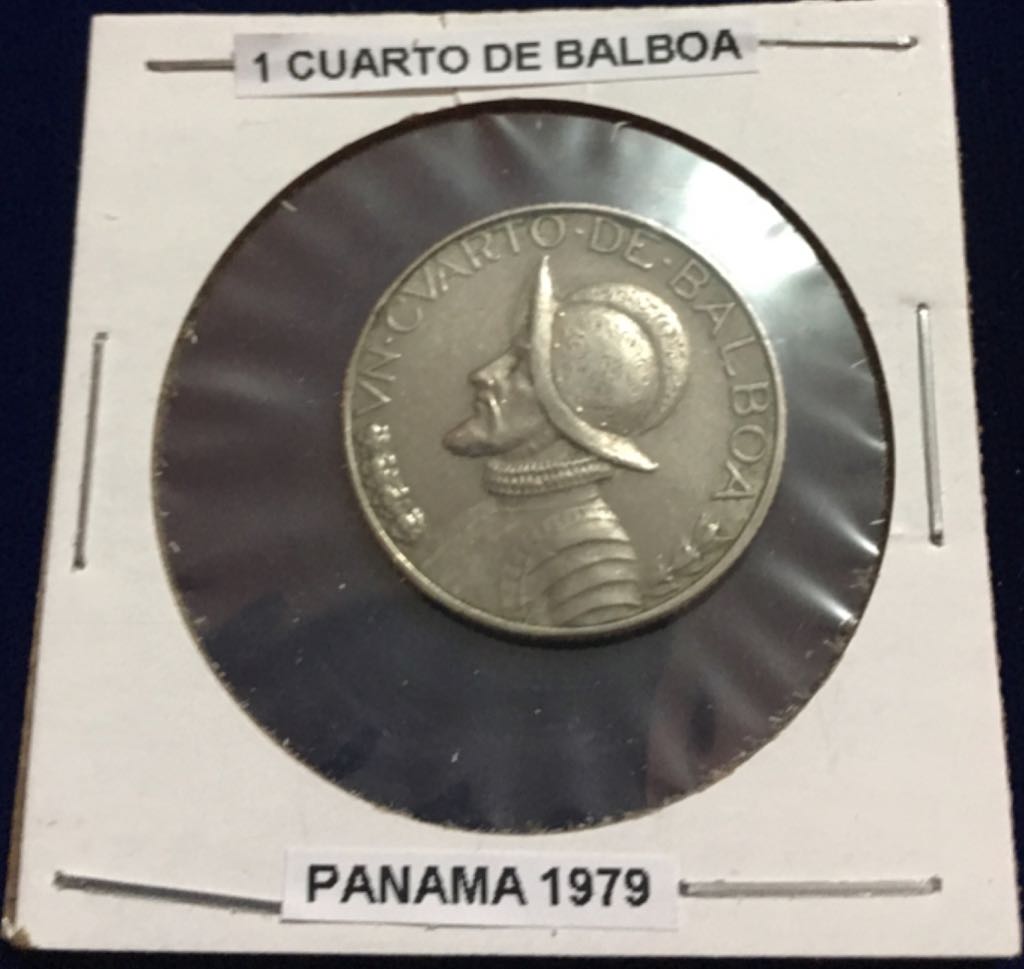 1 CUARTO DE BALBOA
VN·CVARTO·DE·BALBOA
PANAMA 1979